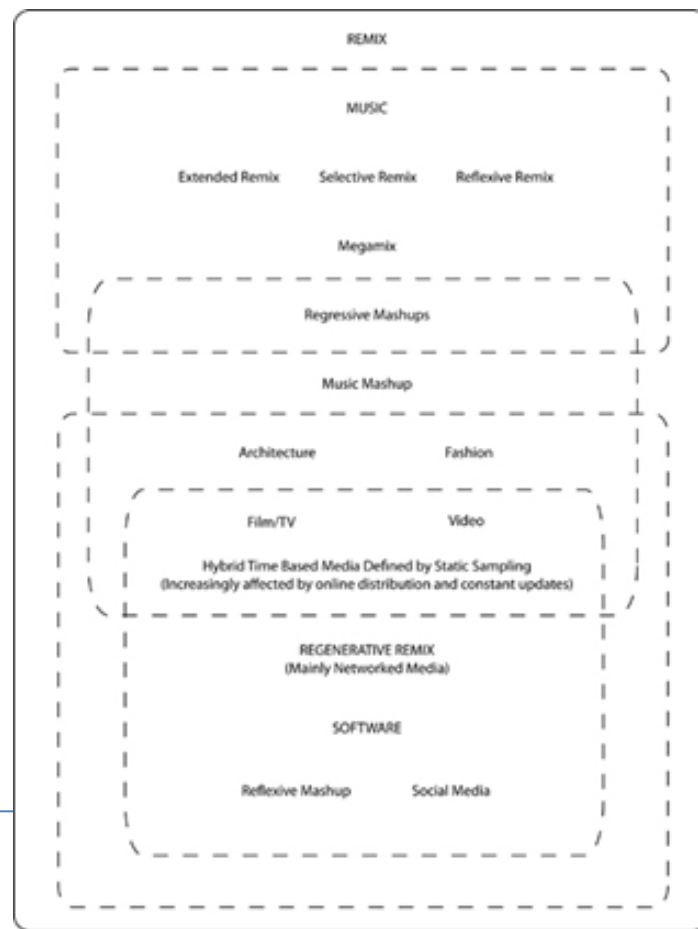 REMIX
MUSIC
Extended Remix Selective Remix Reflexive Remix
Megamix
Regressive Mashups
Music Mashup
Architecture Fashion
Film/TV Video
Hybrid Time Based Media Defined by Static Sampling
(Increasingly affected by online distribution and constant updates)
REGENERATIVE REMIX
(Mainly Networked Media)
SOFTWARE
Reflexive Mashup Social Media